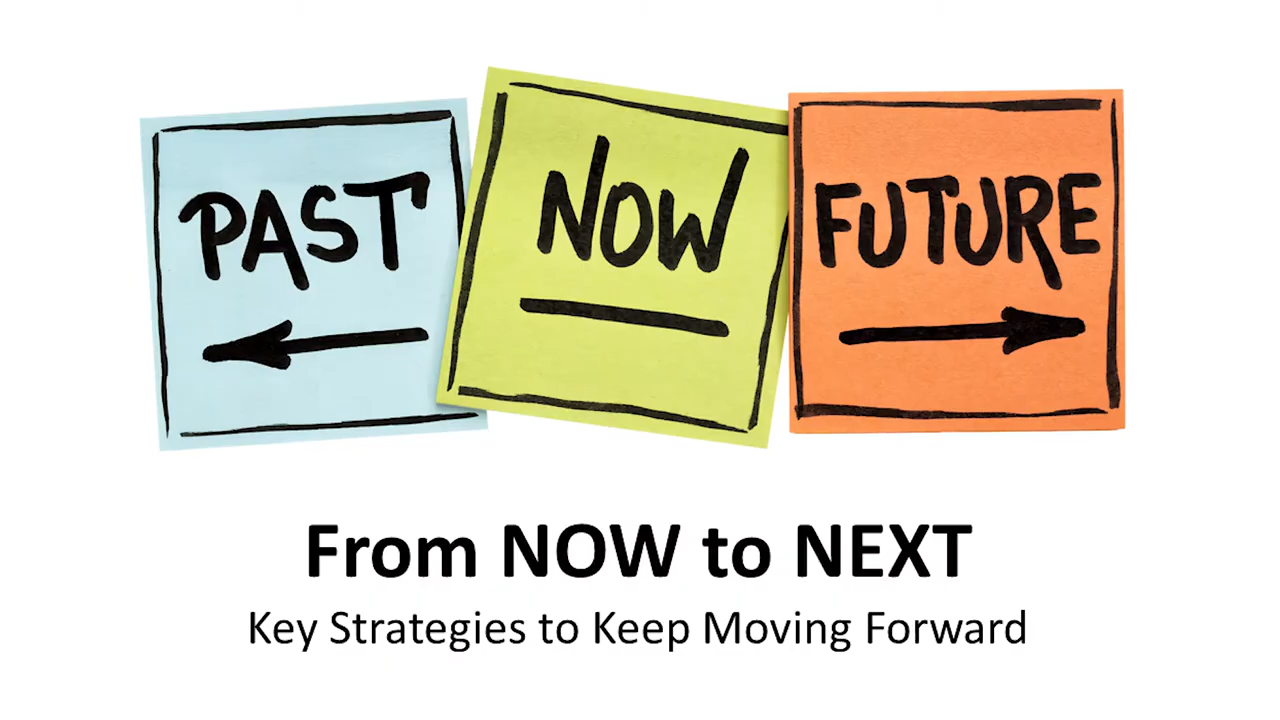 PAST
NOW
FUTURE
From NOW to NEXT
Key Strategies to Keep Moving Forward